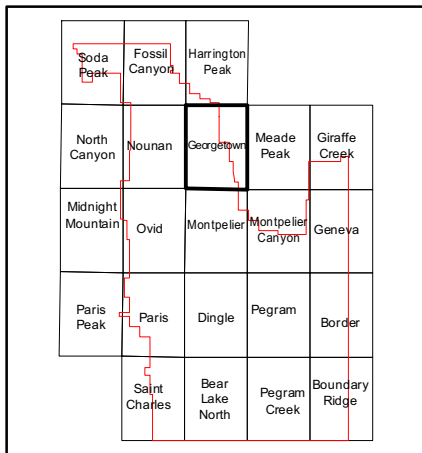 Soda
Peak
Fossil
Canyon
Harrington
Peak
North
Canyon
Nounan
Georgetown
Meade
Peak
Giraffe
Creek
Midnight
Mountain
Ovid
Montpelier
Montpelier
Canyon
Geneva
Paris
Peak
Paris
Dingle
Pegram
Border
Saint
Charles
Bear
Lake
North
Pegram
Creek
Boundary
Ridge